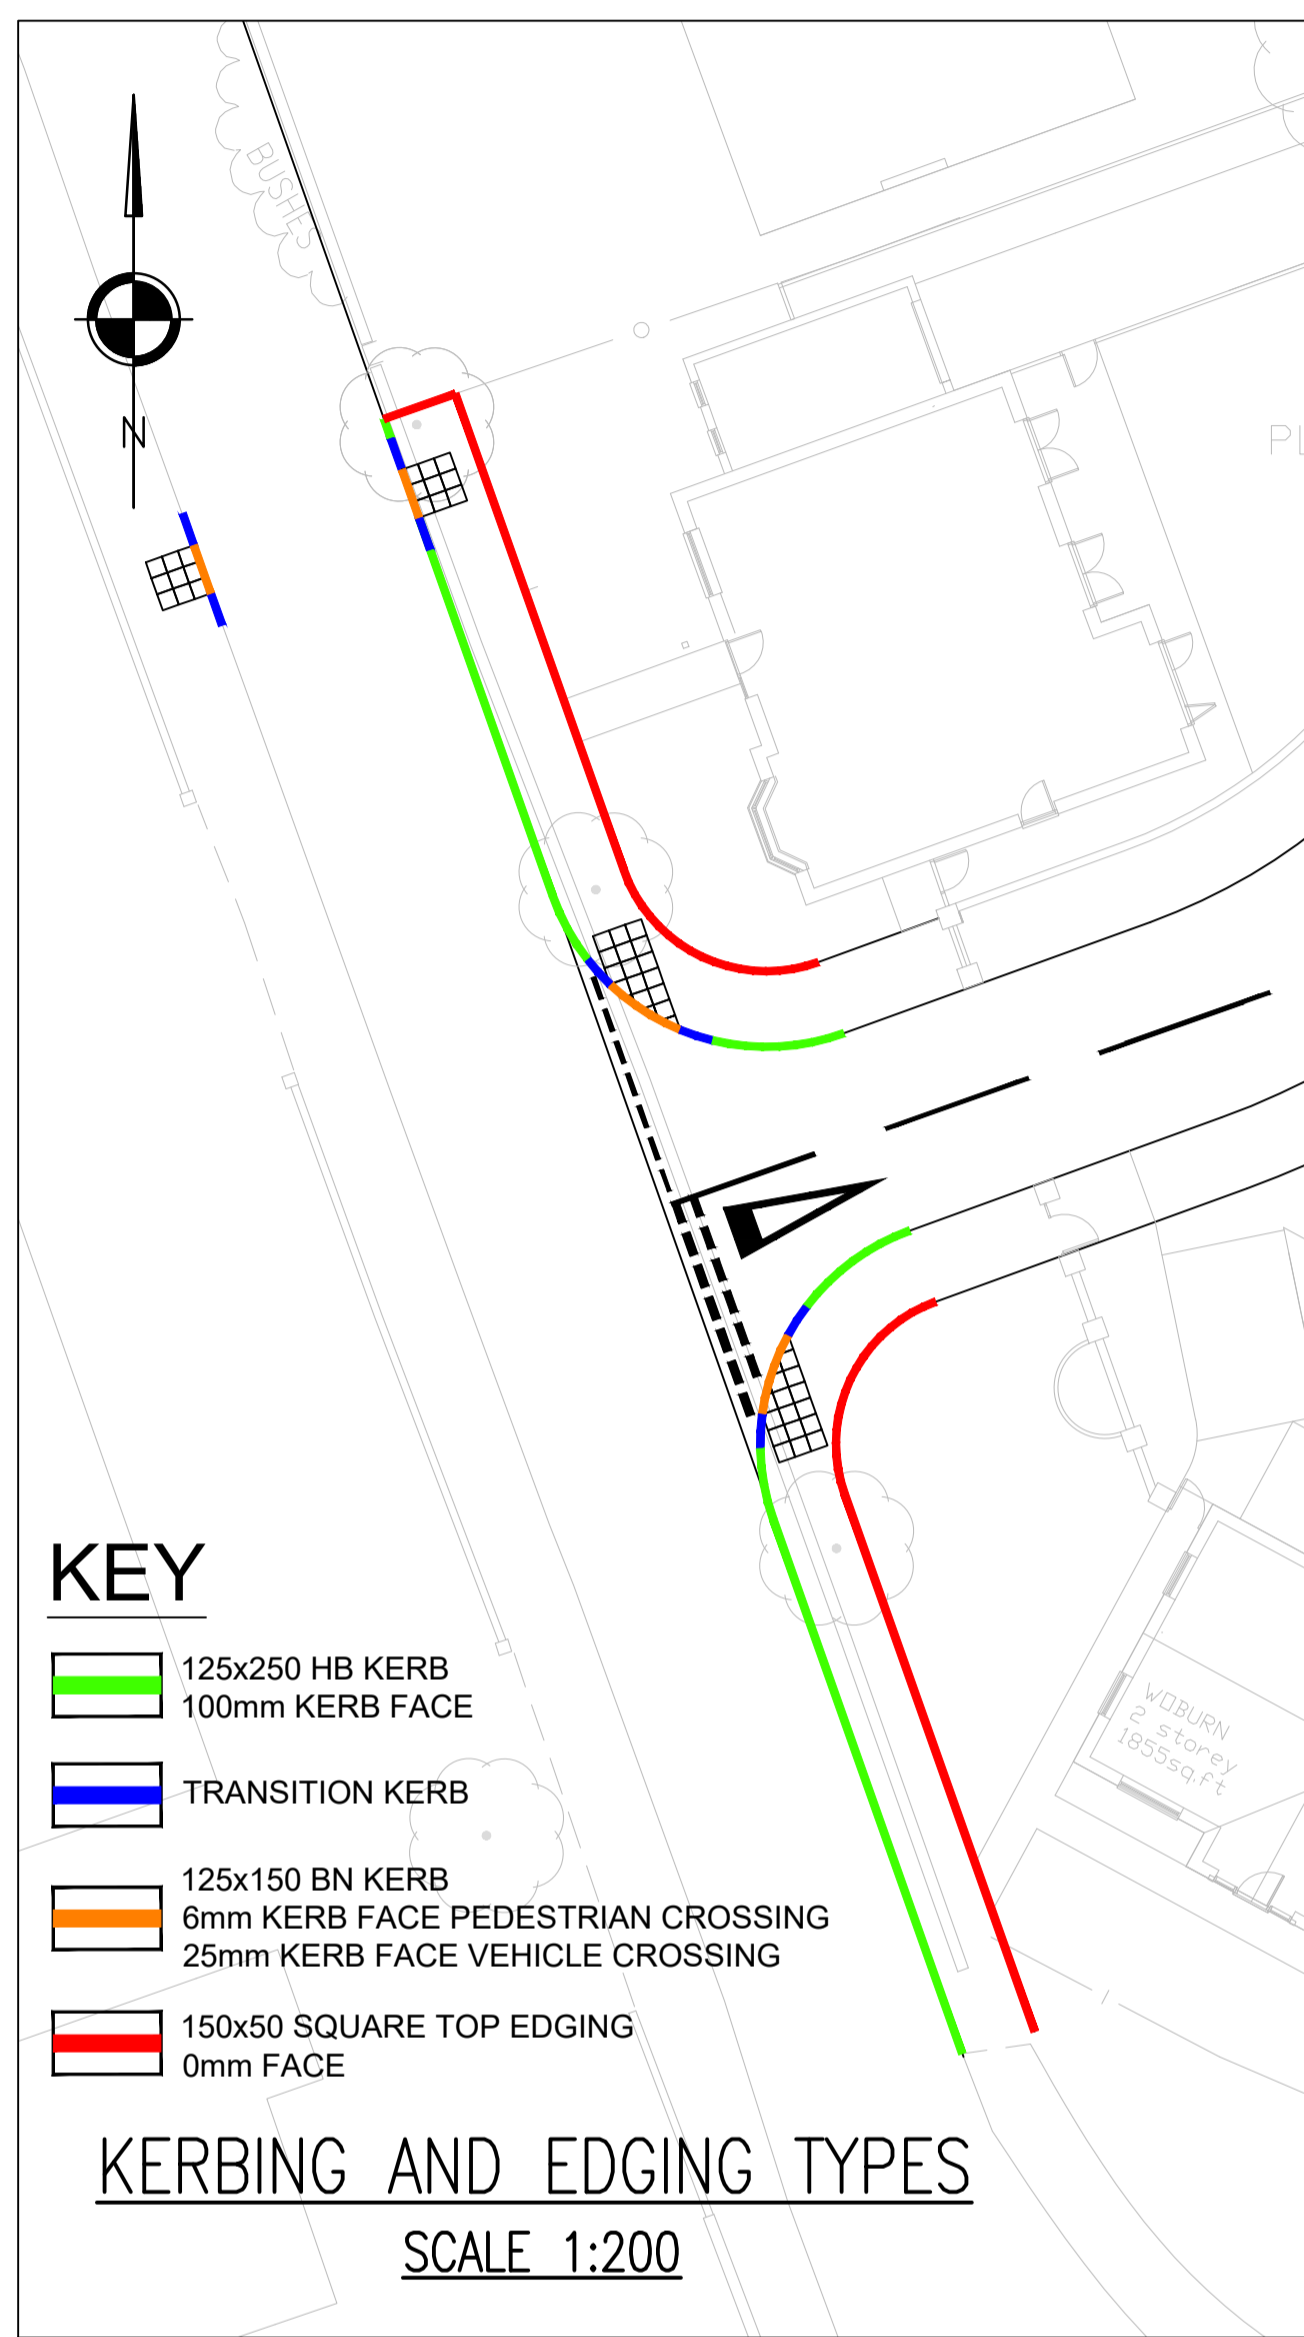 BUSHES
N
PL
KEY
125x250 HB KERB
100mm KERB FACE
TRANSITION KERB
125x150 BN KERB
6mm KERB FACE PEDESTRIAN CROSSING
25mm KERB FACE VEHICLE CROSSING
150x50 SQUARE TOP EDGING
0mm FACE
WOBURN
2 storey
1855sq.ft
KERBING AND EDGING TYPES
SCALE 1:200